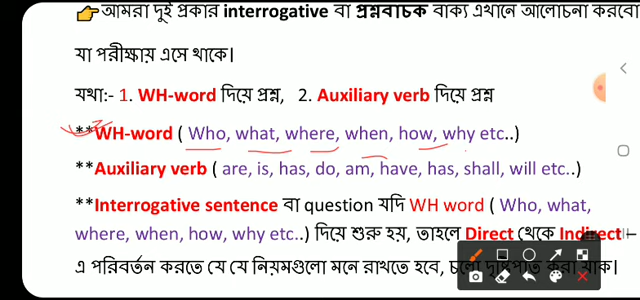 👉আমরা দুই প্রকার interrogative বা প্রশ্নবাচক বাক্য এখানে আলোচনা করবো
যা পরীক্ষায় এসে থাকে।
যথা:- 1. WH-word দিয়ে প্রশ্ন, 2. Auxiliary verb দিয়ে প্রশ্ন
**WH-word ( Who, what, where, when, how, why etc..)
**Auxiliary verb ( are, is, has, do, am, have, has, shall, will etc..)
**Interrogative sentence বা question যদি WH word ( Who, what,
where, when, how, why etc..) দিয়ে শুরু হয়, তাহলে Direct থেকে Indirect
এ পরিবর্তন করতে যে যে নিয়মগুলো মনে রাখতে হবে, চলো দৃষ্টিপাত করা যাক।